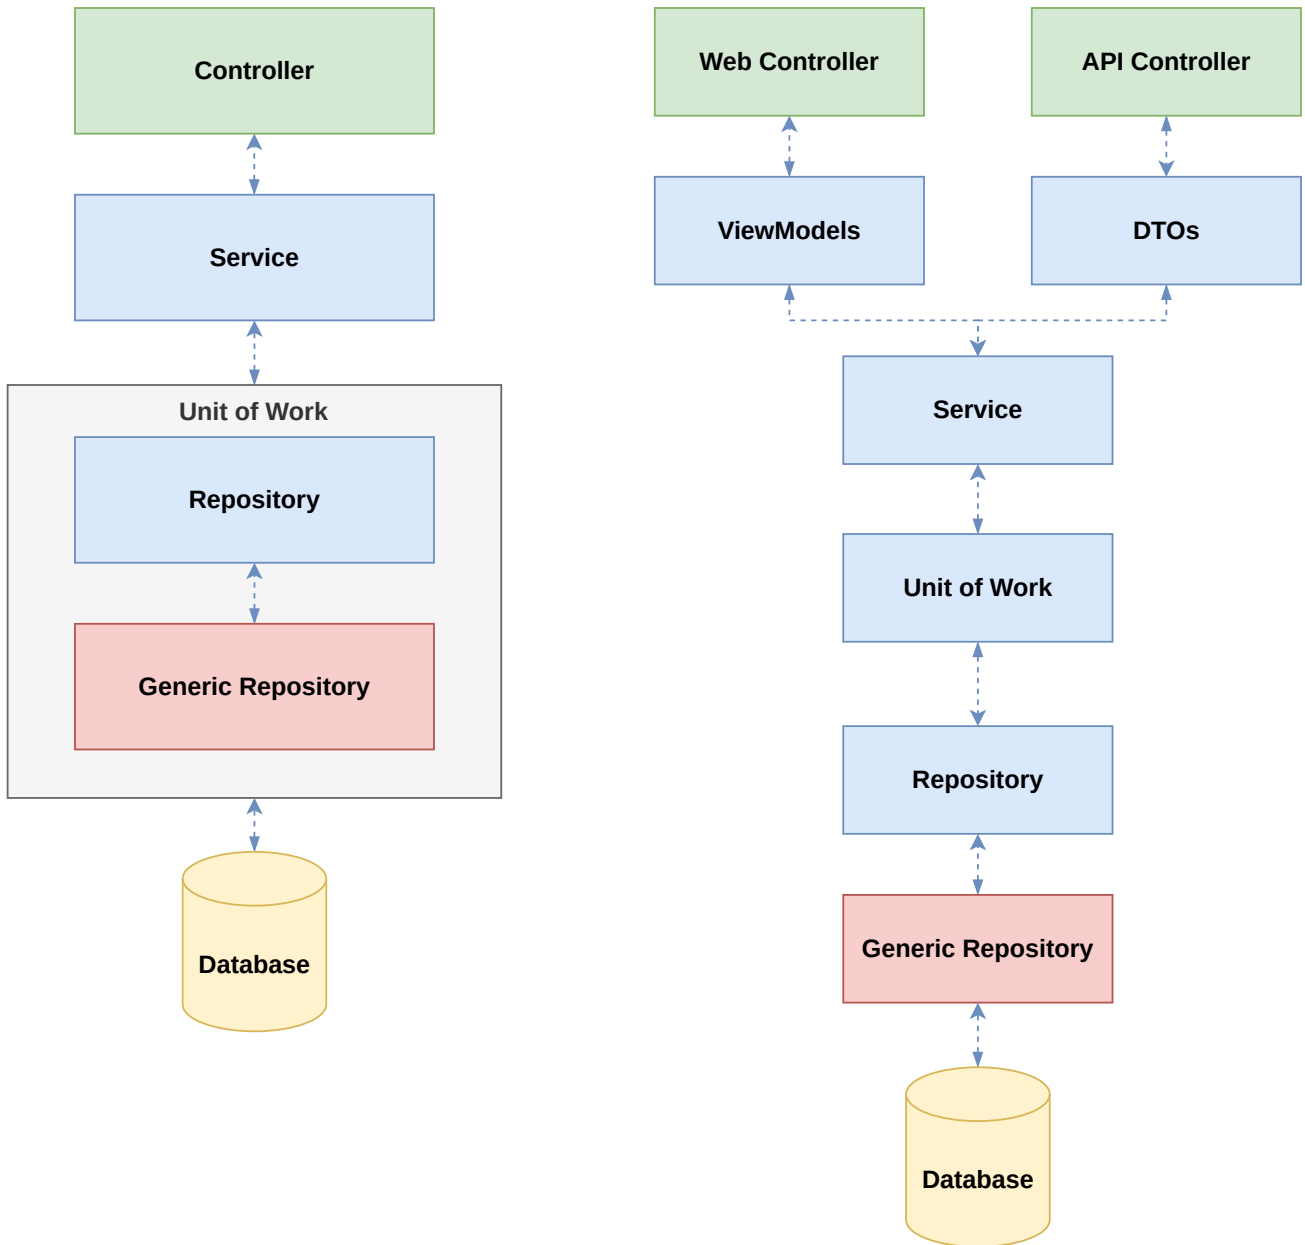 Controller
Service
Unit of Work
Repository
Generic Repository
Database
Web Controller
API Controller
ViewModels
DTOs
Service
Unit of Work
Repository
Generic Repository
Database